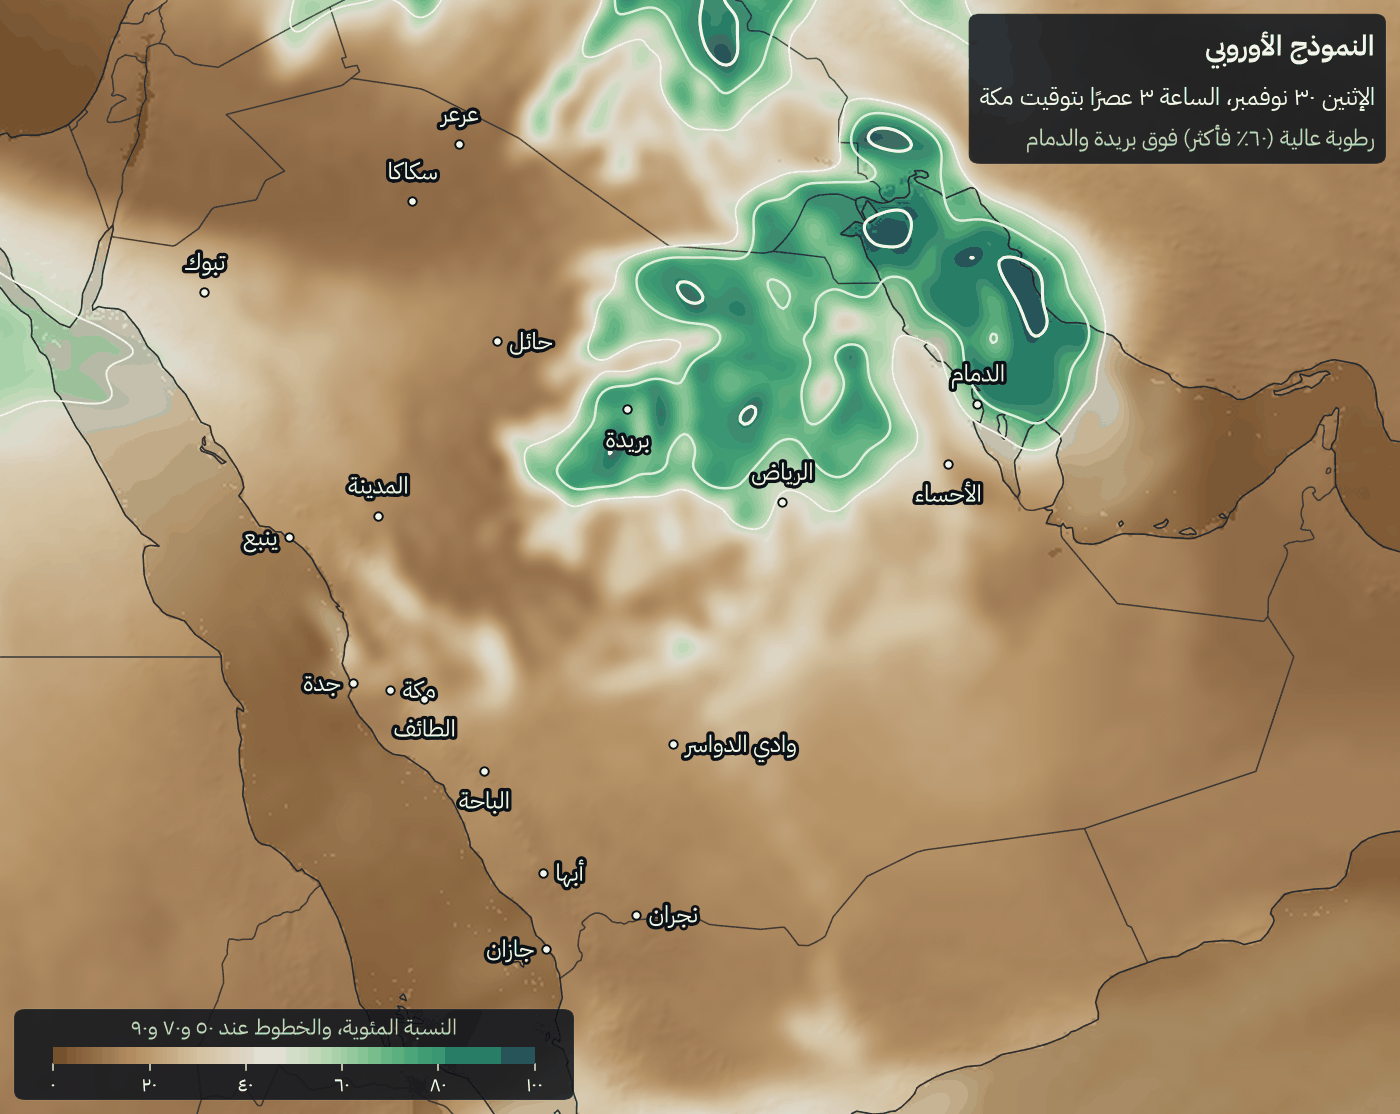 النموذج الأوروبي
الإثنين ٣٠ نوفمبر، الساعة ٣ عصرًا بتوقيت مكة
رطوبة عالية (٦٠٪ فأكثر) فوق بريدة والدمام
عرعر
سكاكا
تبوك
حائل
الدمام
بريدة
الرياض
الأحساء
المدينة
ينبع
جدة
مكة
الطائف
وادي الدواسر
الباحة
أبها
نجران
جازان
النسبة المئوية، والخطوط عند ٥٠ و٧٠ و٩٠
٠ ٢٠ ٤٠ ٦٠ ٨٠ ١٠٠